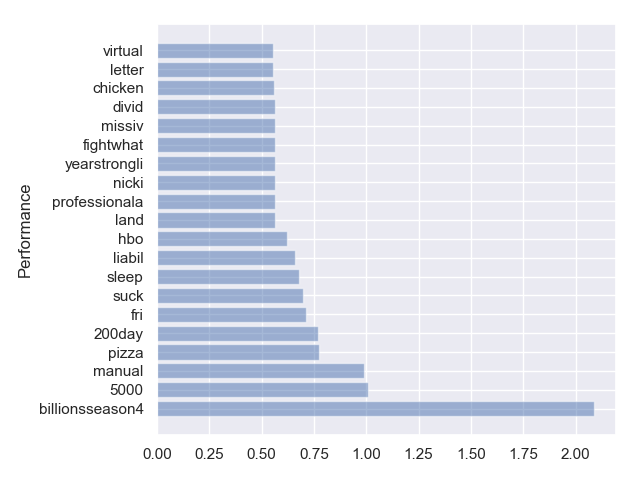 virtual
letter
chicken
divid
missiv
fightwhat
yearstrongli
nicki
professionala
land
hbo
liabil
sleep
suck
fri
200day
pizza
manual
5000
billionsseason4
Performance
0.00 0.25 0.50 0.75 1.00 1.25 1.50 1.75 2.00